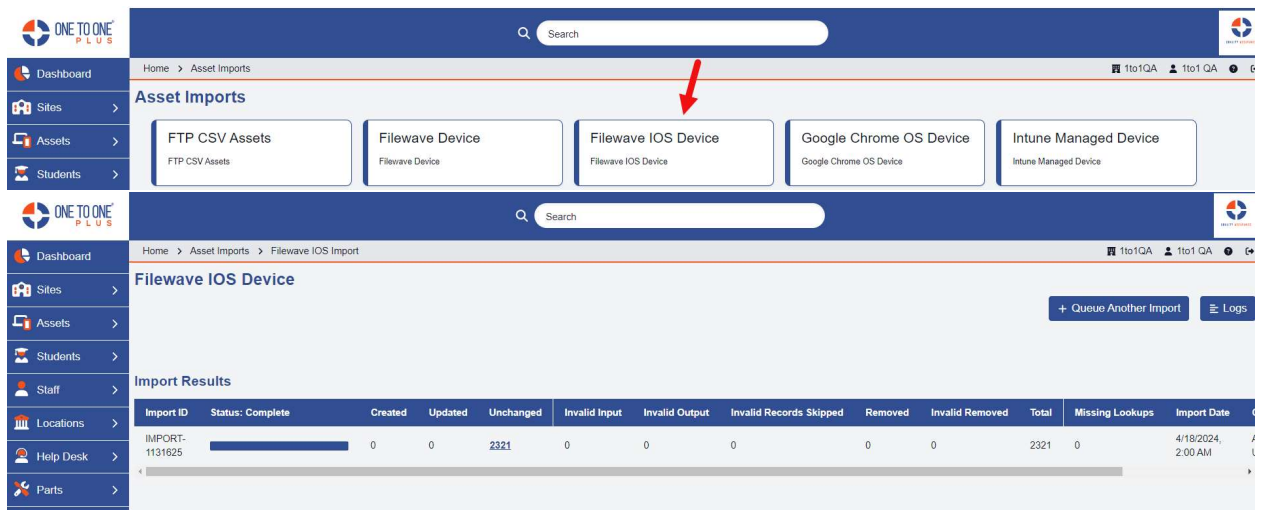 ONE TO ONE
PLUS
Search
Dashboard
Home > Asset Imports
1to1QA 1to1 QA
Asset Imports
Sites
FTP CSV Assets
FTP CSV Assets
Filewave Device
Filewave Device
Filewave IOS Device
Filewave IOS Device
Google Chrome OS Device
Google Chrome OS Device
Intune Managed Device
Intune Managed Device
Assets
Students
ONE TO ONE
PLUS
Search
Dashboard
Home > Asset Imports > Filewave IOS Import
1to1QA 1to1 QA
Filewave IOS Device
Sites
+ Queue Another Import
Logs
Assets
Students
Staff
Locations
Help Desk
Parts
Import Results
Import ID Status: Complete Created Updated Unchanged Invalid Input Invalid Output Invalid Records Skipped Removed Invalid Removed Total Missing Lookups Import Date
IMPORT-
1131625
0 0 2321 0 0 0 0 0 2321 0
4/18/2024,
2:00 AM